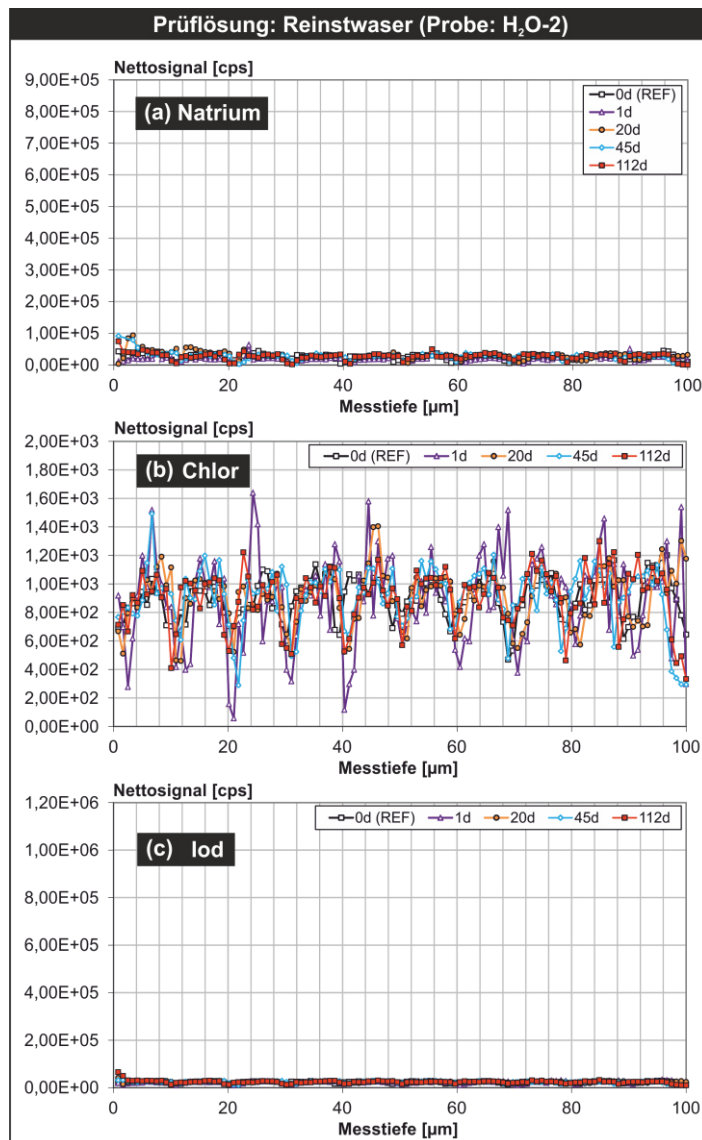 Prüflösung: Reinstwaser (Probe: H₂O-2)
Nettosignal [cps]
9,00E+05
8,00E+05
7,00E+05
6,00E+05
5,00E+05
4,00E+05
3,00E+05
2,00E+05
1,00E+05
0,00E+00
(a) Natrium
0d (REF)
1d
20d
45d
112d
0 20 40 60 80 100
Messtiefe [µm]
Nettosignal [cps]
2,00E+03
1,80E+03
1,60E+03
1,40E+03
1,20E+03
1,00E+03
8,00E+02
6,00E+02
4,00E+02
2,00E+02
0,00E+00
(b) Chlor
0d (REF) 1d 20d 45d 112d
0 20 40 60 80 100
Messtiefe [µm]
Nettosignal [cps]
1,20E+06
1,00E+06
8,00E+05
6,00E+05
4,00E+05
2,00E+05
0,00E+00
(c) Iod
0d (REF) 1d 20d 45d 112d
0 20 40 60 80 100
Messtiefe [µm]